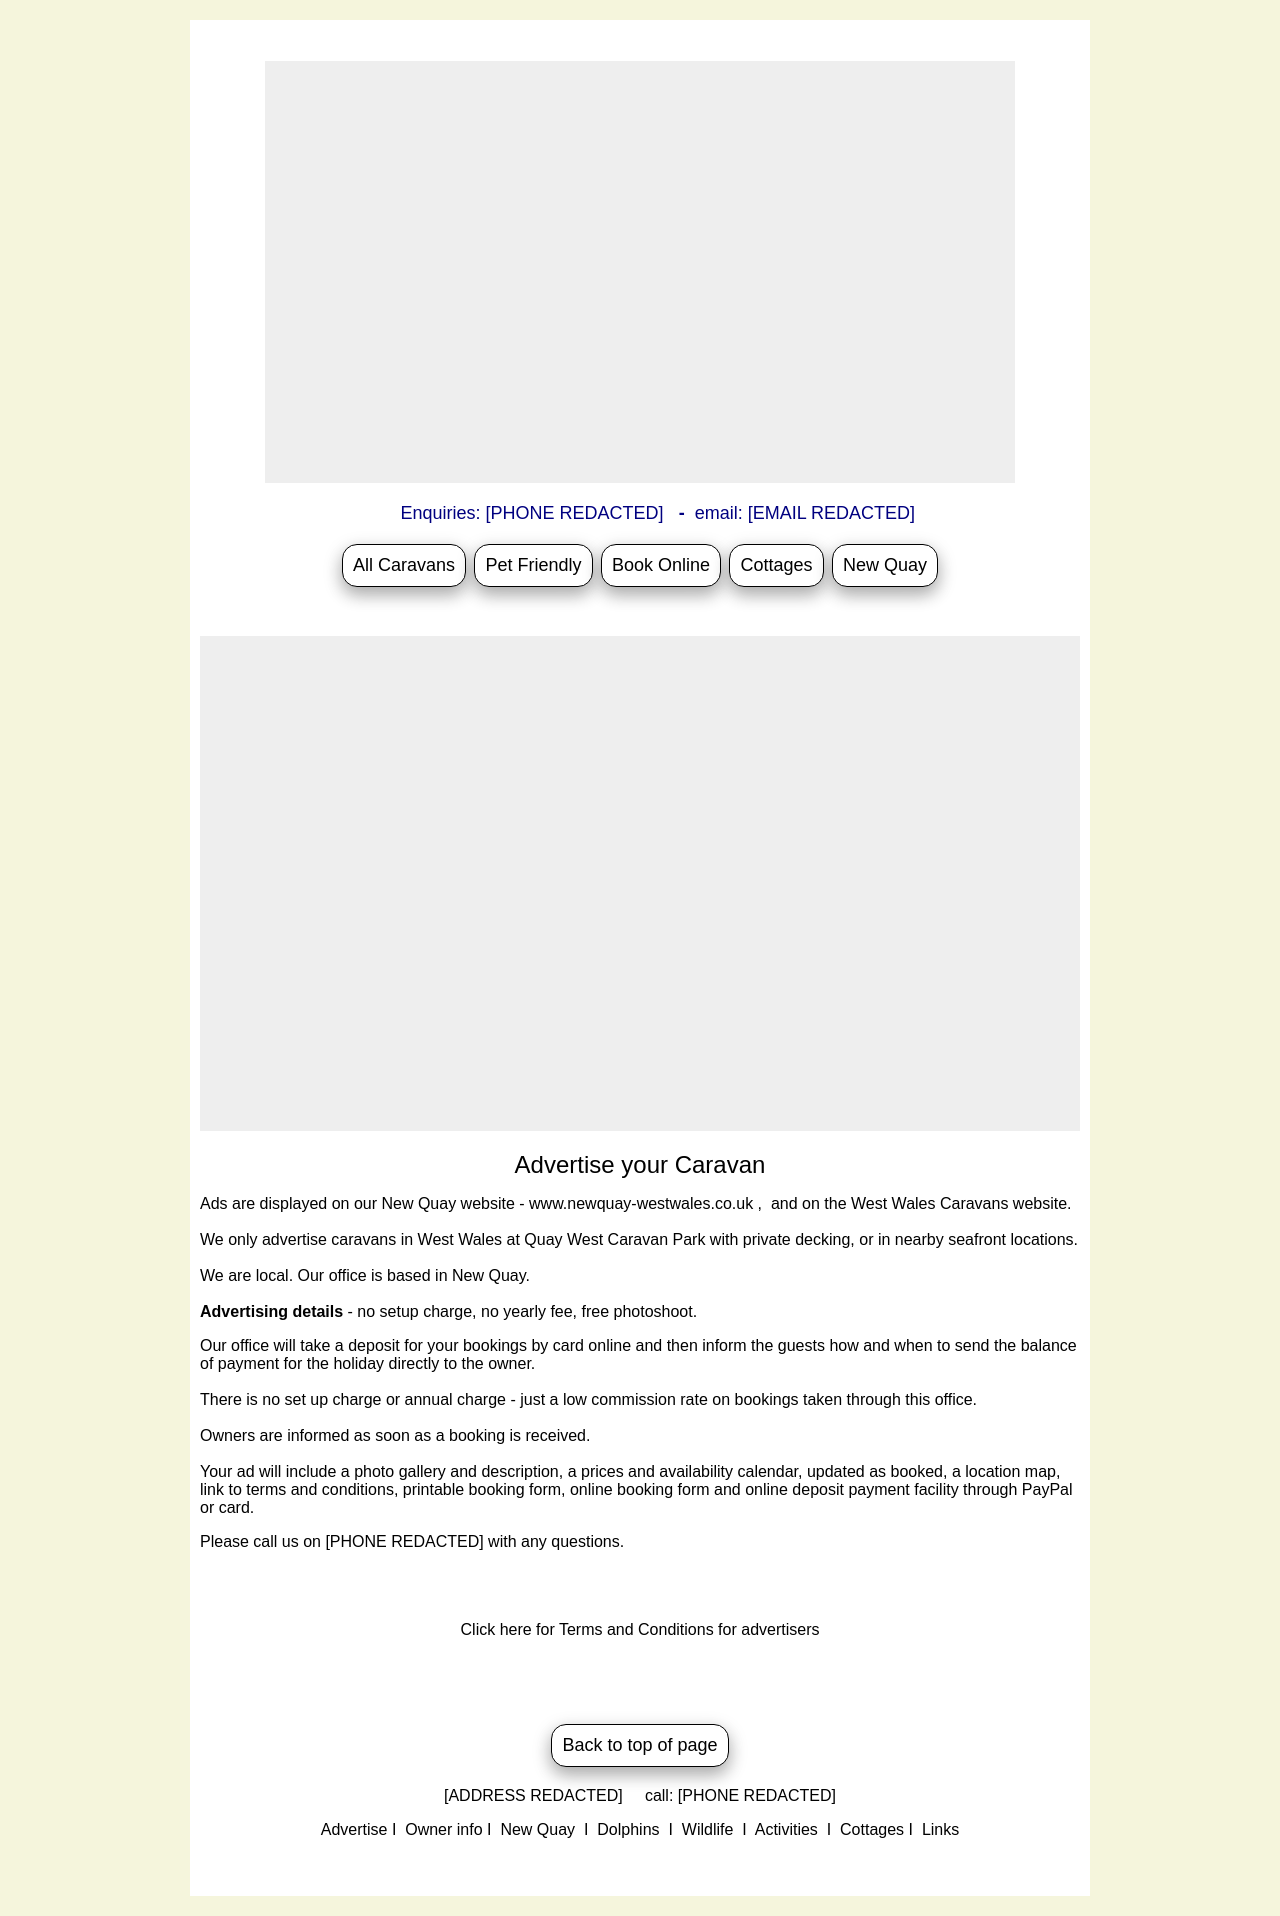 Enquiries: [PHONE REDACTED]   -  email: [EMAIL REDACTED]
All Caravans Pet Friendly Book Online Cottages New Quay
Advertise your Caravan
Ads are displayed on our New Quay website - www.newquay-westwales.co.uk ,  and on the West Wales Caravans website.
We only advertise caravans in West Wales at Quay West Caravan Park with private decking, or in nearby seafront locations.
We are local. Our office is based in New Quay.
Advertising details - no setup charge, no yearly fee, free photoshoot.
Our office will take a deposit for your bookings by card online and then inform the guests how and when to send the balance
of payment for the holiday directly to the owner.
There is no set up charge or annual charge - just a low commission rate on bookings taken through this office.
Owners are informed as soon as a booking is received.
Your ad will include a photo gallery and description, a prices and availability calendar, updated as booked, a location map,
link to terms and conditions, printable booking form, online booking form and online deposit payment facility through PayPal
or card.
Please call us on [PHONE REDACTED] with any questions.
Click here for Terms and Conditions for advertisers
Back to top of page
[ADDRESS REDACTED]     call: [PHONE REDACTED]
Advertise I  Owner info I  New Quay  I  Dolphins  I  Wildlife  I  Activities  I  Cottages I  Links